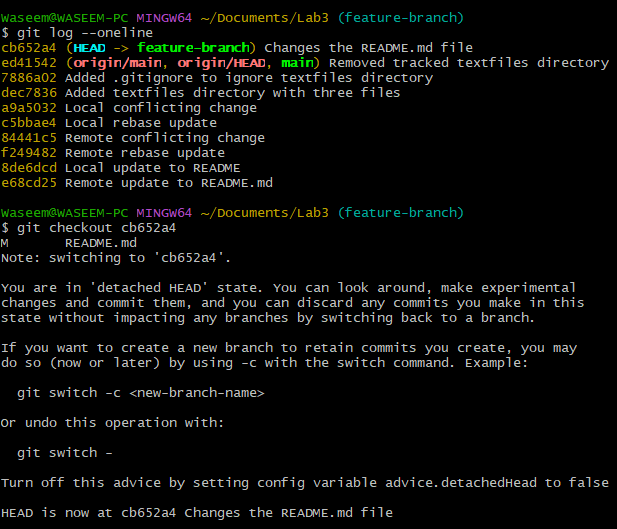 Waseem@WASEEM-PC MINGW64 ~/Documents/Lab3 (feature-branch)
$ git log --oneline
cb652a4 (HEAD -> feature-branch) Changes the README.md file
ed41542 (origin/main, origin/HEAD, main) Removed tracked textfiles directory
7886a02 Added .gitignore to ignore textfiles directory
dec7836 Added textfiles directory with three files
a9a5032 Local conflicting change
c5bbae4 Local rebase update
84441c5 Remote conflicting change
f249482 Remote rebase update
8de6dcd Local update to README
e68cd25 Remote update to README.md
Waseem@WASEEM-PC MINGW64 ~/Documents/Lab3 (feature-branch)
$ git checkout cb652a4
M       README.md
Note: switching to 'cb652a4'.
You are in 'detached HEAD' state. You can look around, make experimental
changes and commit them, and you can discard any commits you make in this
state without impacting any branches by switching back to a branch.
If you want to create a new branch to retain commits you create, you may
do so (now or later) by using -c with the switch command. Example:
  git switch -c <new-branch-name>
Or undo this operation with:
  git switch -
Turn off this advice by setting config variable advice.detachedHead to false
HEAD is now at cb652a4 Changes the README.md file